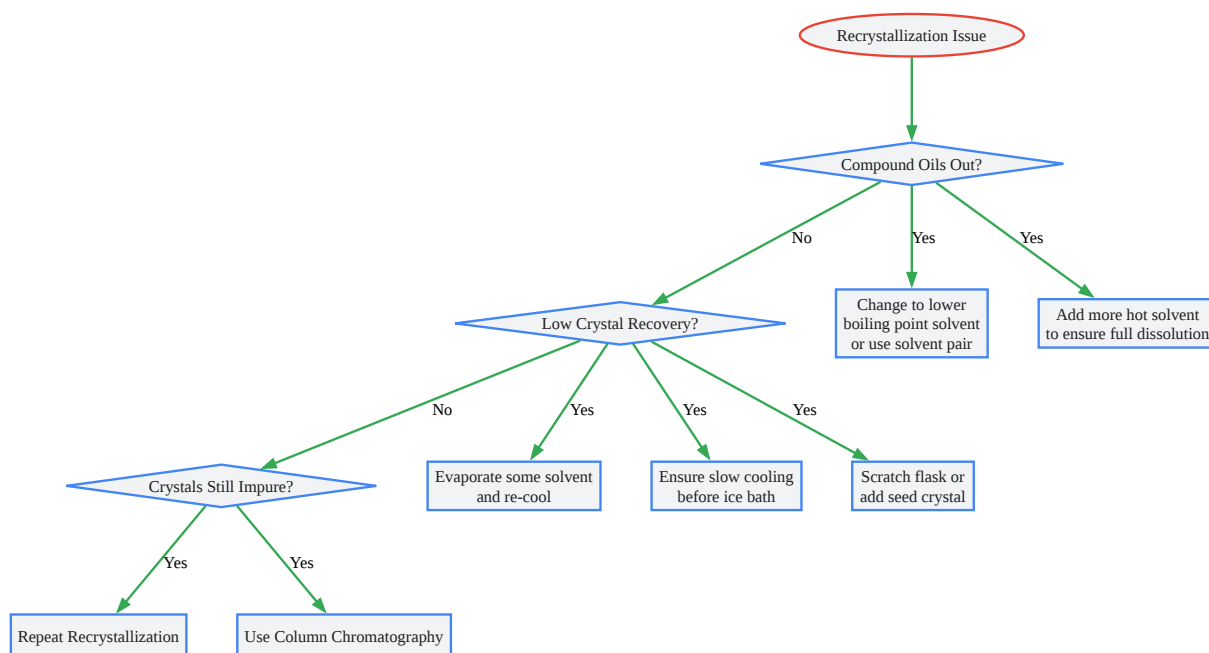 Recrystallization Issue
Compound Oils Out?
No
Yes
Yes
Change to lower
boiling point solvent
or use solvent pair
Add more hot solvent
to ensure full dissolution
Low Crystal Recovery?
No
Yes
Yes
Yes
Evaporate some solvent
and re-cool
Ensure slow cooling
before ice bath
Scratch flask or
add seed crystal
Crystals Still Impure?
Yes
Yes
Repeat Recrystallization
Use Column Chromatography